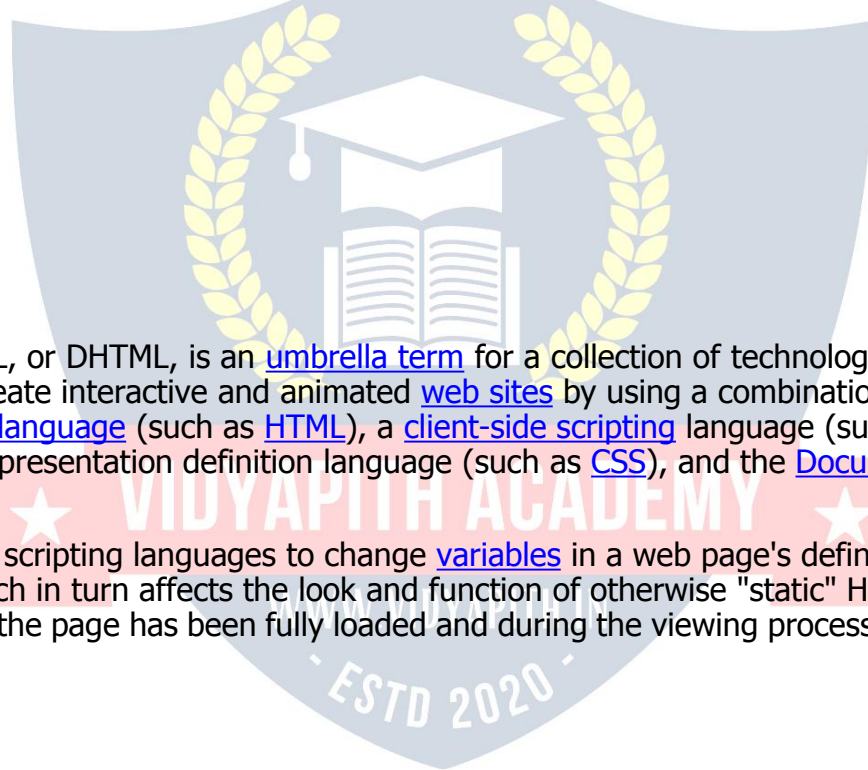 L, or DHTML, is an umbrella term for a collection of technolog
eate interactive and animated web sites by using a combinatio
language (such as HTML), a client-side scripting language (su
presentation definition language (such as CSS), and the Docu
VIDYAPITH ACADEMY
scripting languages to change variables in a web page's defin
ch in turn affects the look and function of otherwise "static" H
WWW VIDYAPITH IN
the page has been fully loaded and during the viewing process
- ESTD 2020 -